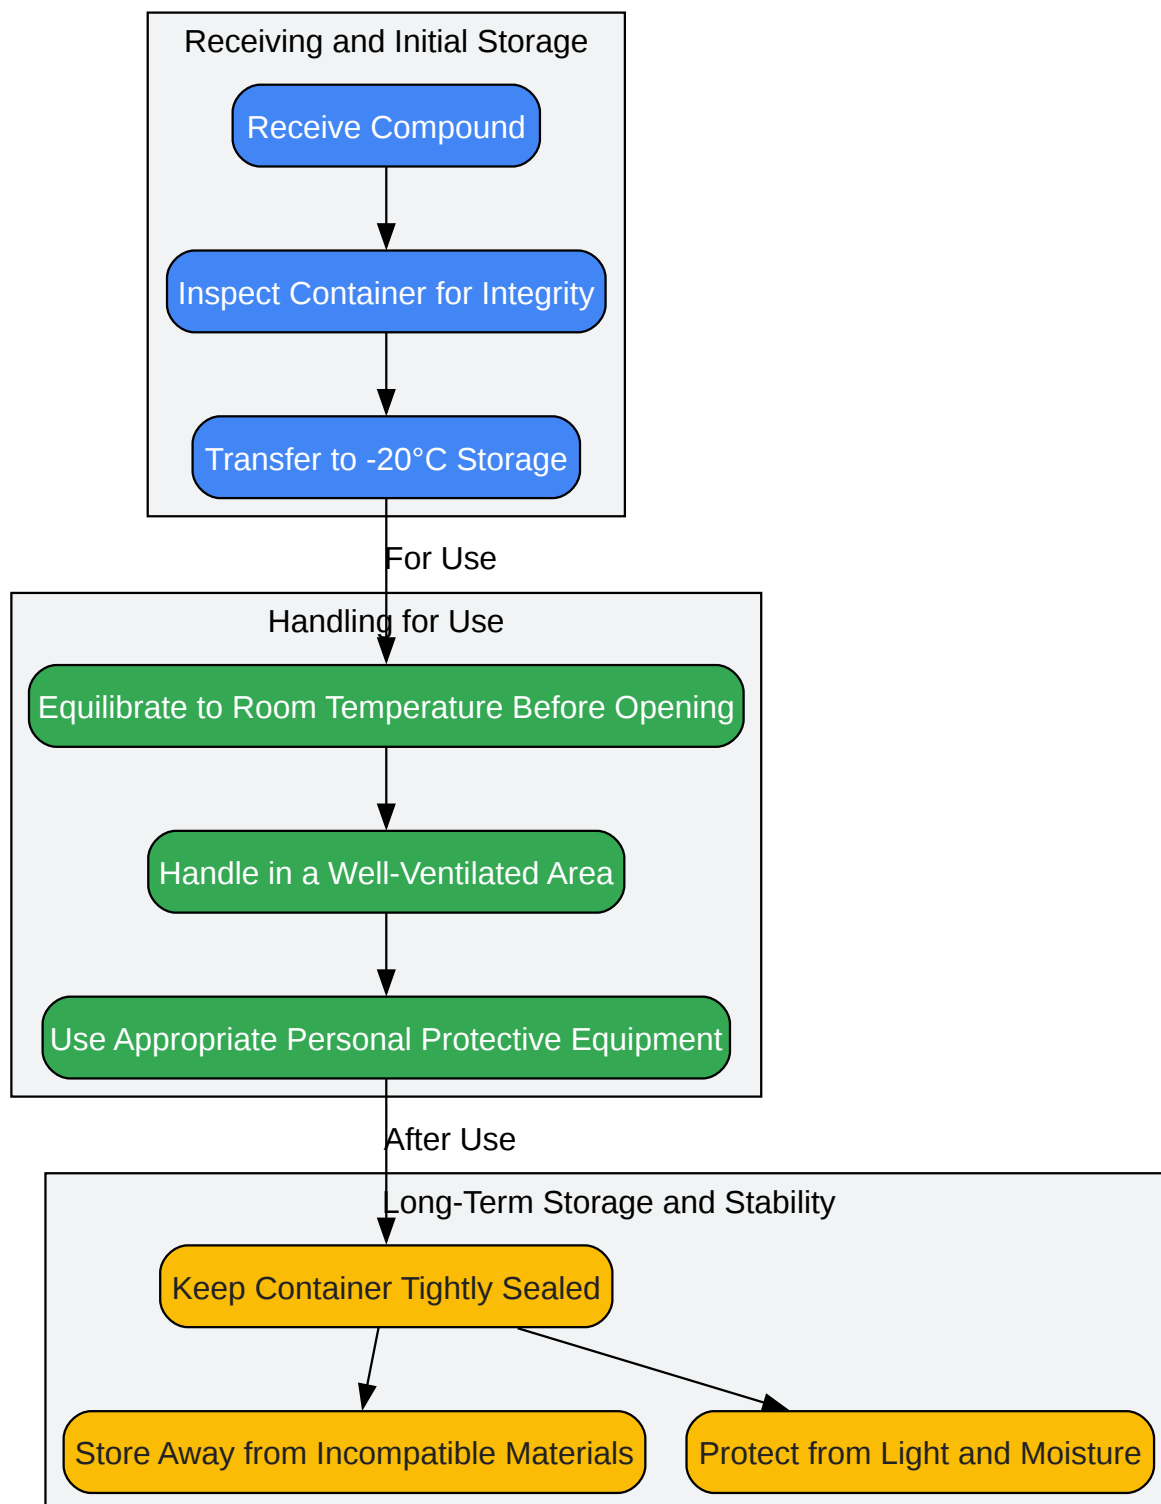 Receiving and Initial Storage
Receive Compound
Inspect Container for Integrity
Transfer to -20°C Storage
For Use
Handling for Use
Equilibrate to Room Temperature Before Opening
Handle in a Well-Ventilated Area
Use Appropriate Personal Protective Equipment
After Use
Long-Term Storage and Stability
Keep Container Tightly Sealed
Store Away from Incompatible Materials
Protect from Light and Moisture